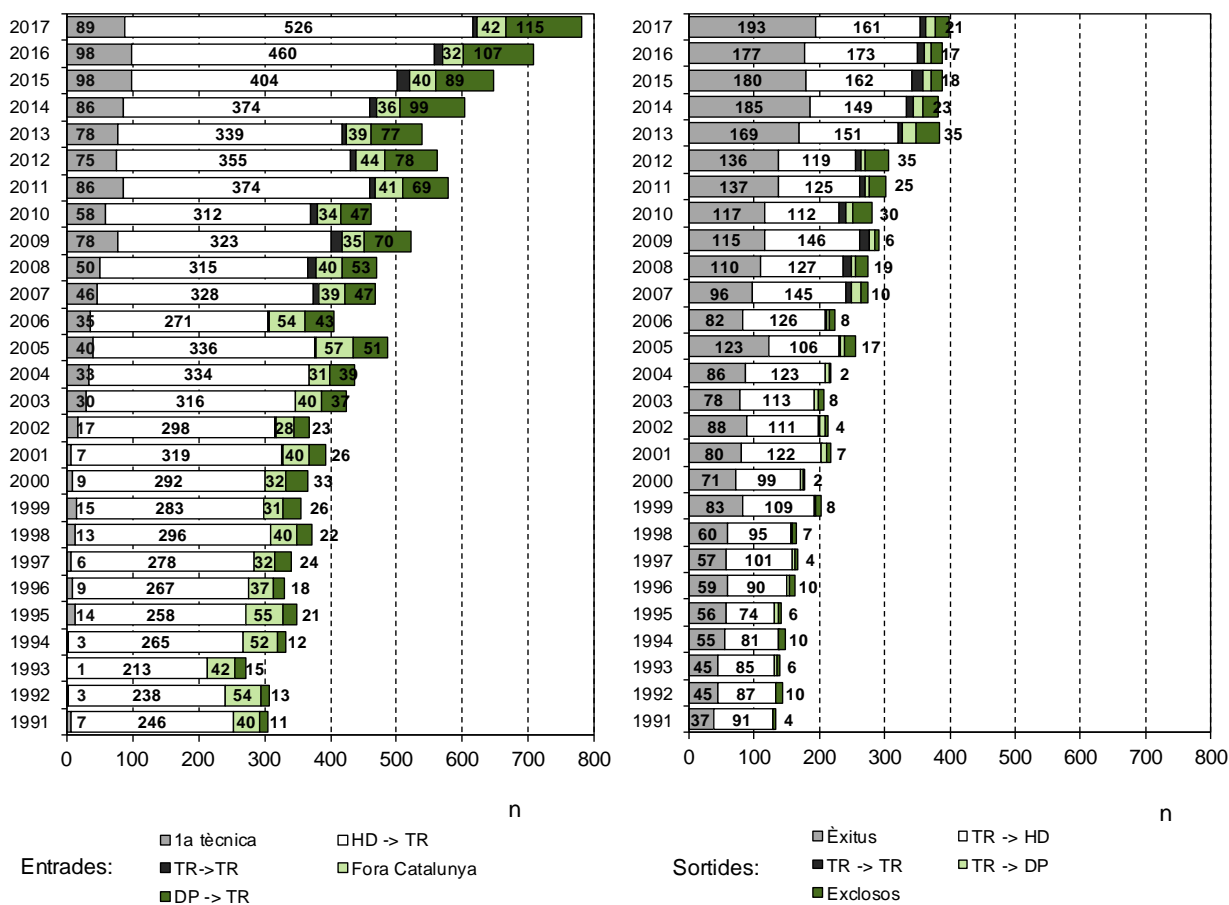 2017 89 526 42 115
2016 98 460 32 107
2015 98 404 40 89
2014 86 374 36 99
2013 78 339 39 77
2012 75 355 44 78
2011 86 374 41 69
2010 58 312 34 47
2009 78 323 35 70
2008 50 315 40 53
2007 46 328 39 47
2006 35 271 54 43
2005 40 336 57 51
2004 33 334 31 39
2003 30 316 40 37
2002 17 298 28 23
2001 7 319 40 26
2000 9 292 32 33
1999 15 283 31 26
1998 13 296 40 22
1997 6 278 32 24
1996 9 267 37 18
1995 14 258 55 21
1994 3 265 52 12
1993 1 213 42 15
1992 3 238 54 13
1991 7 246 40 11
0 100 200 300 400 500 600 700 800
n
Entrades:
1a tècnica HD -> TR
TR->TR Fora Catalunya
DP -> TR
2017 193 161 21
2016 177 173 17
2015 180 162 18
2014 185 149 23
2013 169 151 35
2012 136 119 35
2011 137 125 25
2010 117 112 30
2009 115 146 6
2008 110 127 19
2007 96 145 10
2006 82 126 8
2005 123 106 17
2004 86 123 2
2003 78 113 8
2002 88 111 4
2001 80 122 7
2000 71 99 2
1999 83 109 8
1998 60 95 7
1997 57 101 4
1996 59 90 10
1995 56 74 6
1994 55 81 10
1993 45 85 6
1992 45 87 10
1991 37 91 4
0 100 200 300 400 500 600 700 800
n
Sortides:
Èxitus TR -> HD
TR -> TR TR -> DP
Exclosos